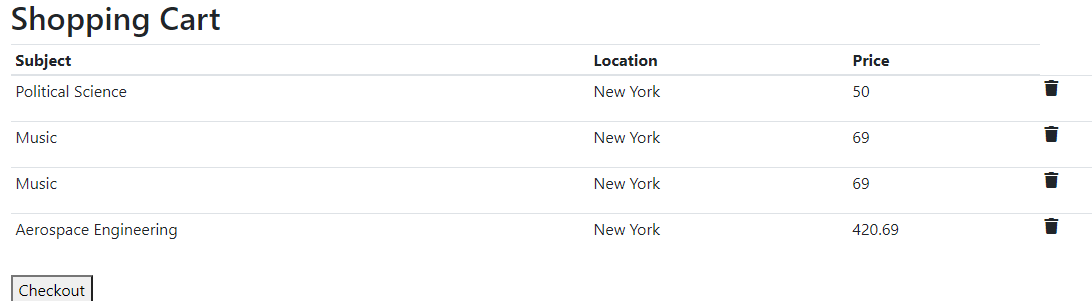 Shopping Cart
Subject Location Price
Political Science New York 50
Music New York 69
Music New York 69
Aerospace Engineering New York 420.69
Checkout